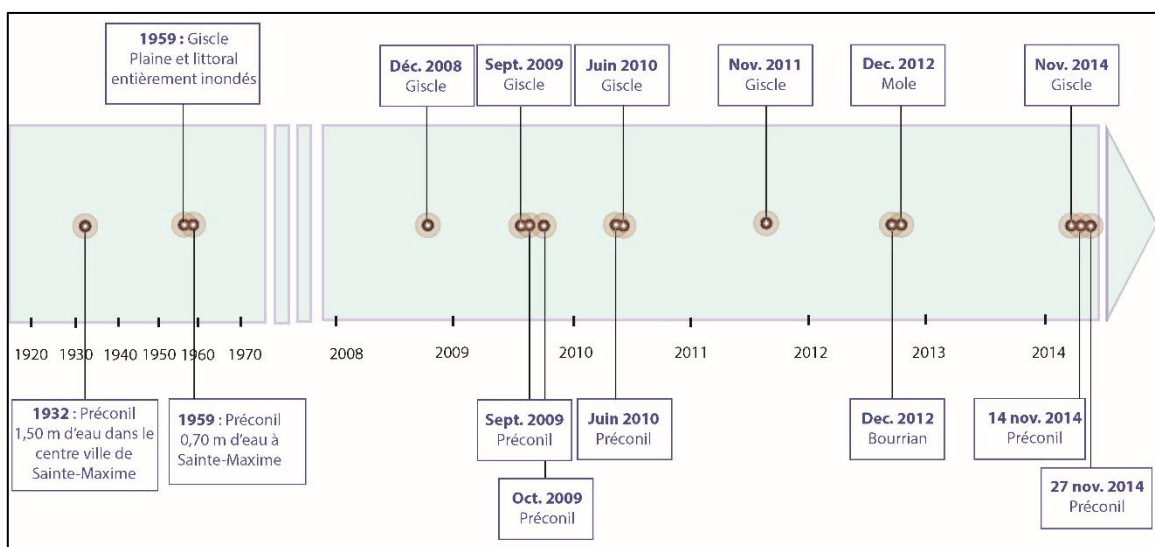 1959 : Giscle
Plaine et littoral
entièrement inondés
Déc. 2008
Giscle
Sept. 2009
Giscle
Juin 2010
Giscle
Nov. 2011
Giscle
Dec. 2012
Mole
Nov. 2014
Giscle
1920 1930 1940 1950 1960 1970 2008 2009 2010 2011 2012 2013 2014
1932 : Préconil
1,50 m d'eau dans le
centre ville de
Sainte-Maxime
1959 : Préconil
0,70 m d'eau à
Sainte-Maxime
Sept. 2009
Préconil
Oct. 2009
Préconil
Juin 2010
Préconil
Dec. 2012
Bourrian
14 nov. 2014
Préconil
27 nov. 2014
Préconil